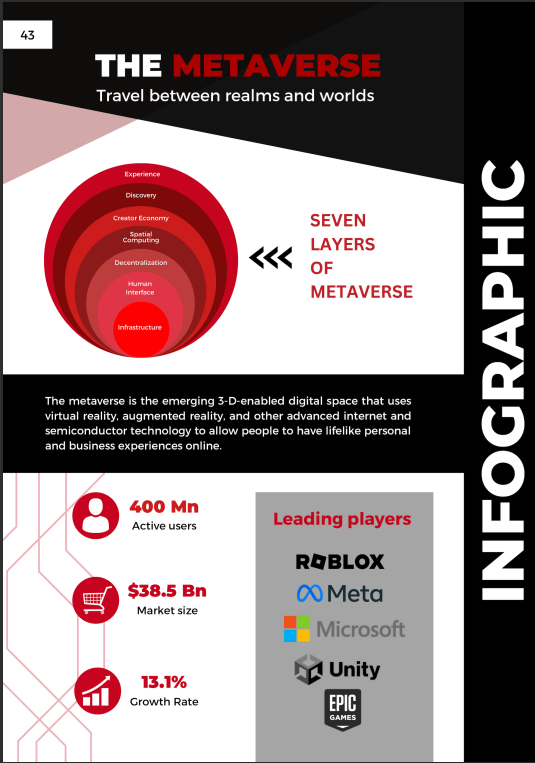 43
THE METAVERSE
Travel between realms and worlds
Experience
Discovery
Creator Economy
Spatial
Computing
Decentralization
Human
Interface
Infrastructure
SEVEN
LAYERS
OF
METAVERSE
The metaverse is the emerging 3-D-enabled digital space that uses
virtual reality, augmented reality, and other advanced internet and
semiconductor technology to allow people to have lifelike personal
and business experiences online.
400 Mn
Active users
$38.5 Bn
Market size
13.1%
Growth Rate
Leading players
ROBLOX
Meta
Microsoft
Unity
EPIC
GAMES
INFOGRAPHIC